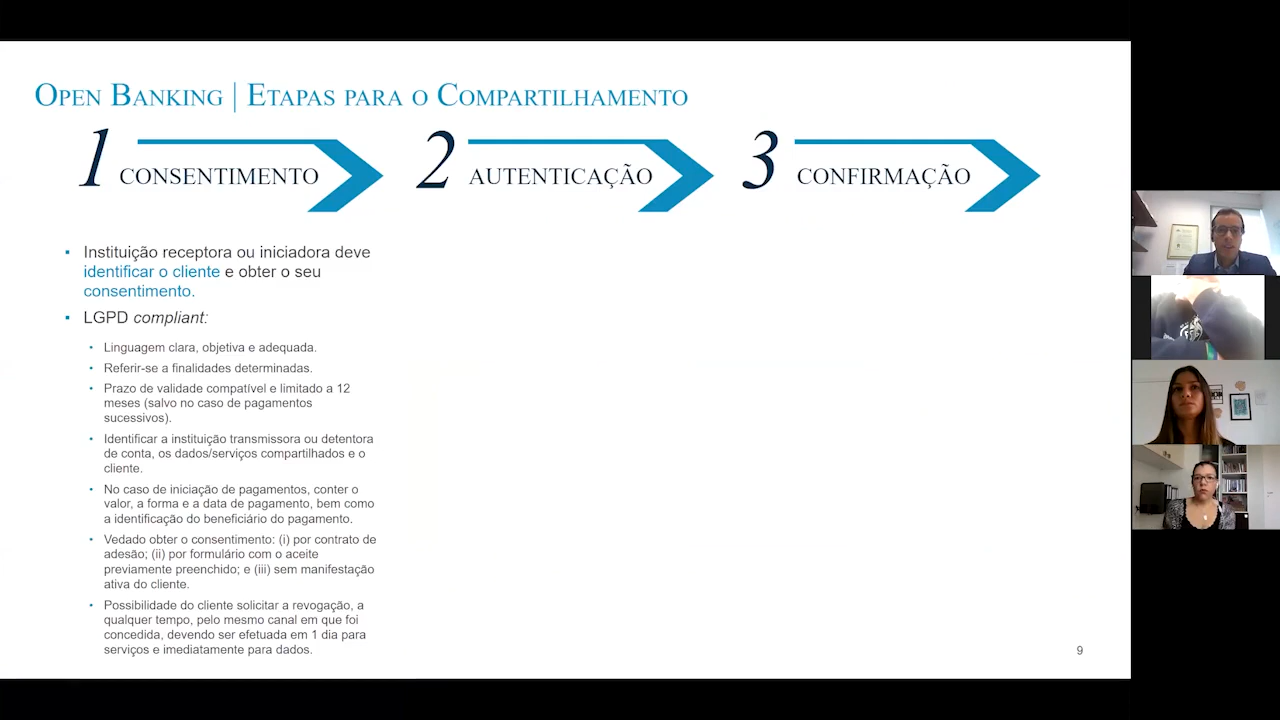 OPEN BANKING | ETAPAS PARA O COMPARTILHAMENTO
1 CONSENTIMENTO
2 AUTENTICAÇÃO
3 CONFIRMAÇÃO
▪ Instituição receptora ou iniciadora deve
identificar o cliente e obter o seu
consentimento.
▪ LGPD compliant:
• Linguagem clara, objetiva e adequada.
• Referir-se a finalidades determinadas.
• Prazo de validade compatível e limitado a 12
meses (salvo no caso de pagamentos
sucessivos).
• Identificar a instituição transmissora ou detentora
de conta, os dados/serviços compartilhados e o
cliente.
• No caso de iniciação de pagamentos, conter o
valor, a forma e a data de pagamento, bem como
a identificação do beneficiário do pagamento.
• Vedado obter o consentimento: (i) por contrato de
adesão; (ii) por formulário com o aceite
previamente preenchido; e (iii) sem manifestação
ativa do cliente.
• Possibilidade do cliente solicitar a revogação, a
qualquer tempo, pelo mesmo canal em que foi
concedida, devendo ser efetuada em 1 dia para
serviços e imediatamente para dados.
9